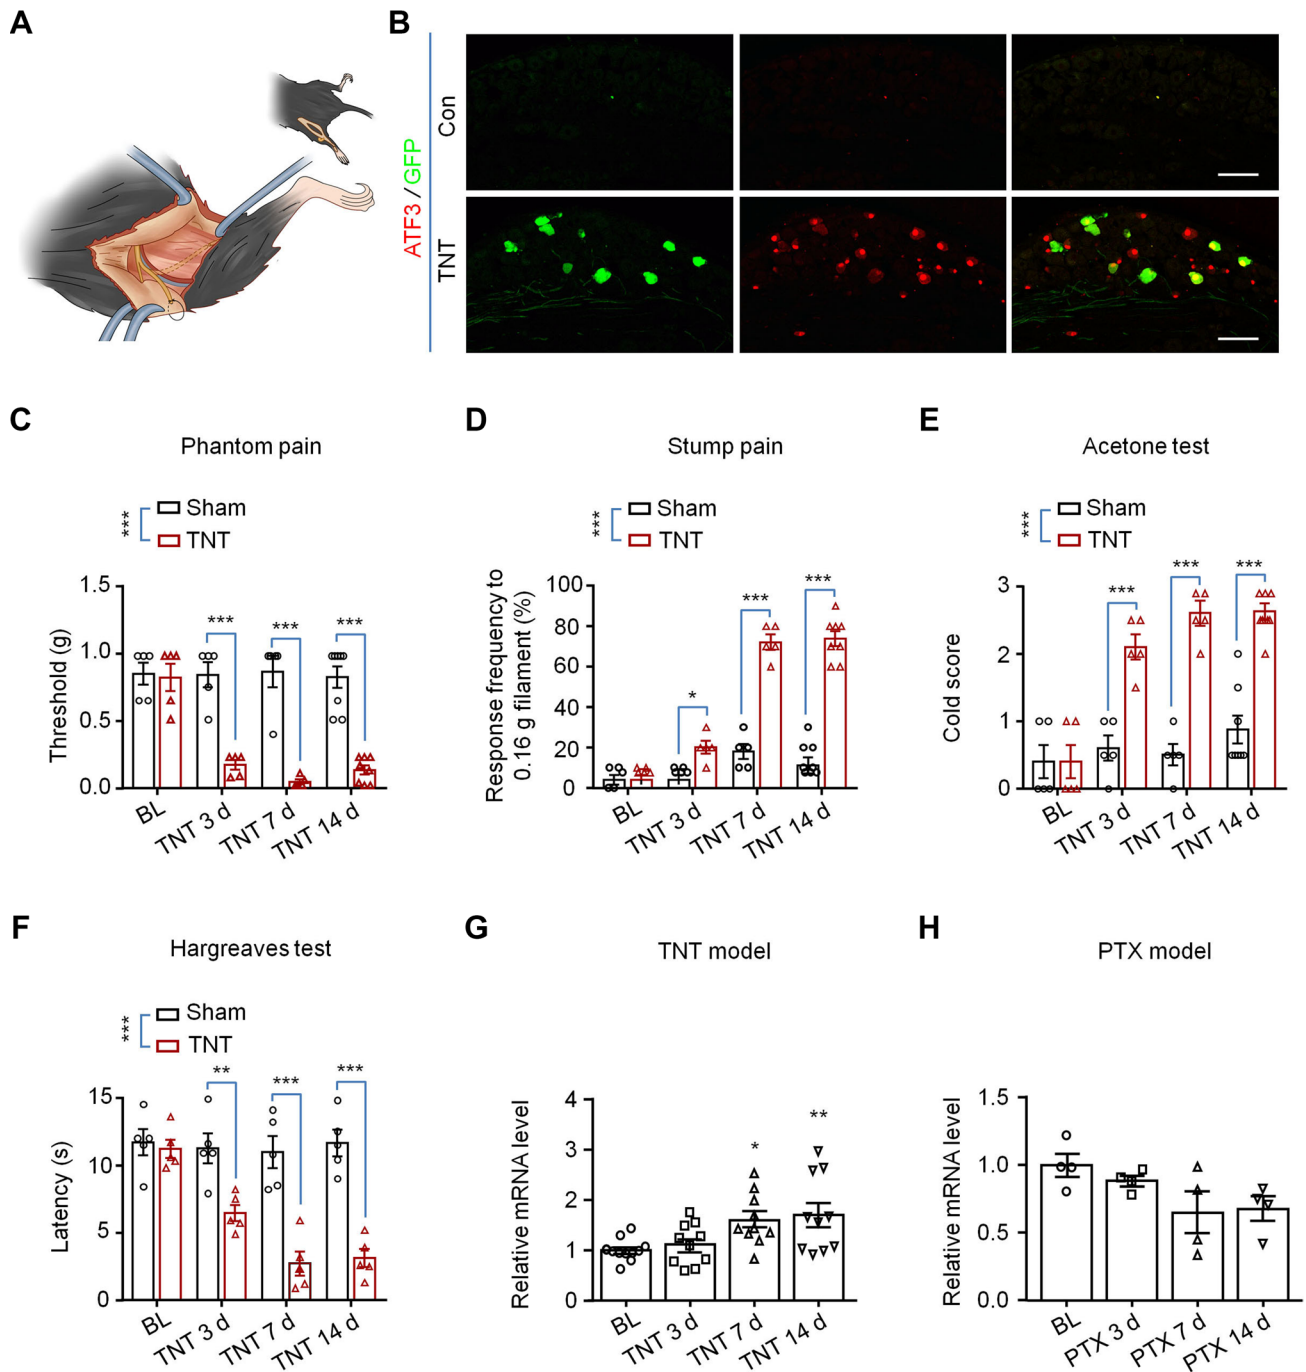 A
B
ATF3 / GFP
Con
TNT
C
Phantom pain
***
Sham
TNT
Threshold (g)
1.5
1.0
0.5
0.0
***
***
***
BL
TNT 3 d
TNT 7 d
TNT 14 d
D
Stump pain
***
Sham
TNT
Response frequency to
0.16 g filament (%)
100
80
60
40
20
0
*
***
***
BL
TNT 3 d
TNT 7 d
TNT 14 d
E
Acetone test
***
Sham
TNT
Cold score
3
2
1
0
***
***
***
BL
TNT 3 d
TNT 7 d
TNT 14 d
F
Hargreaves test
***
Sham
TNT
Latency (s)
15
10
5
0
**
***
***
BL
TNT 3 d
TNT 7 d
TNT 14 d
G
TNT model
Relative mRNA level
4
3
2
1
0
*
**
BL
TNT 3 d
TNT 7 d
TNT 14 d
H
PTX model
Relative mRNA level
1.5
1.0
0.5
0.0
BL
PTX 3 d
PTX 7 d
PTX 14 d